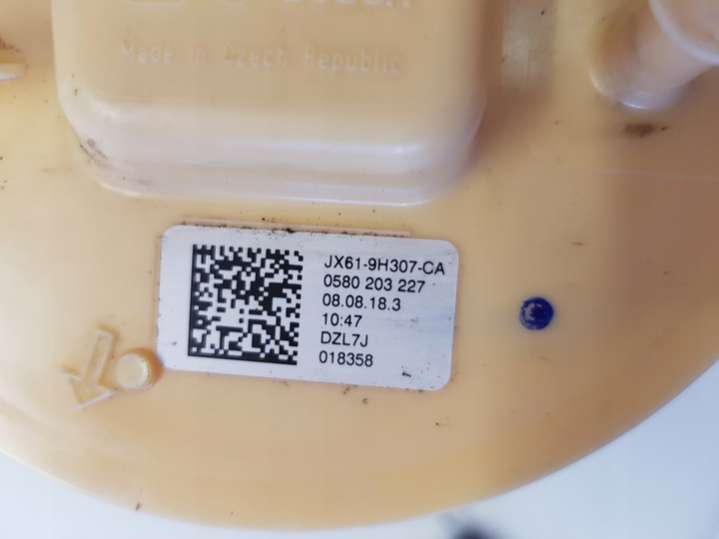 Made in Czech Republic
JX61-9H307-CA
0580 203 227
08.08.18.3
10:47
DZL7J
018358